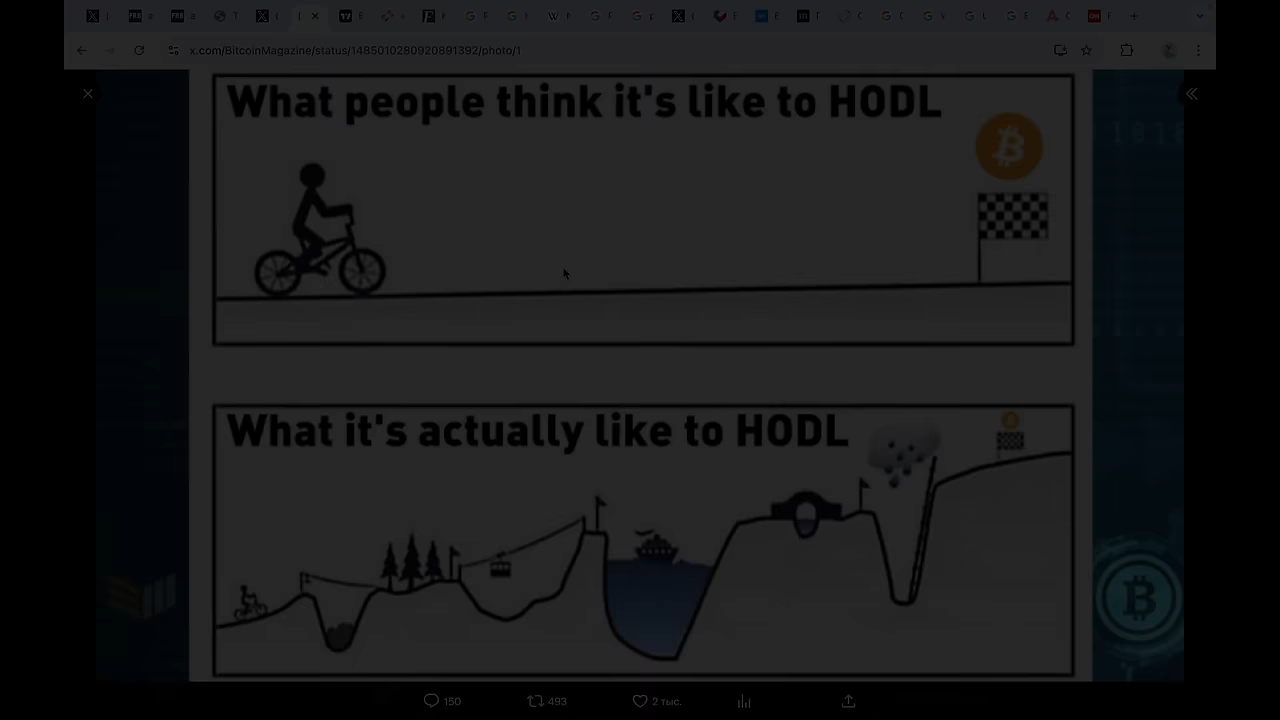 x.com/BitcoinMagazine/status/1485010280920891392/photo/1
What people think it's like to HODL
What it's actually like to HODL
150
493
2 тыс.